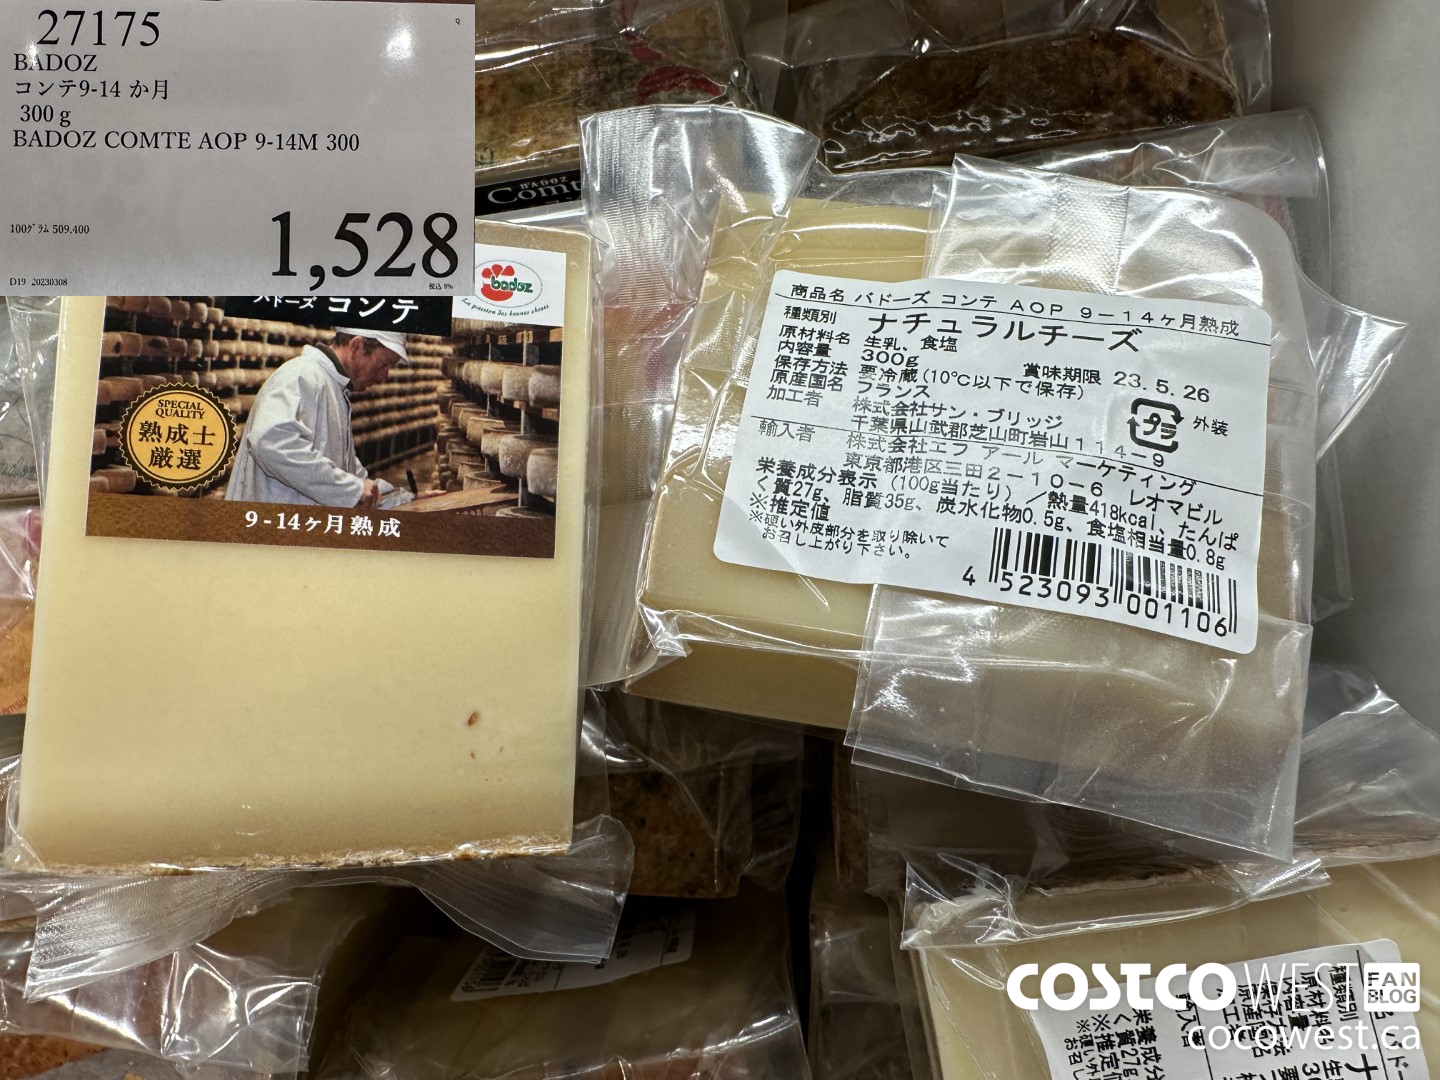 27175
BADOZ
コンテ9-14 か月
300 g
BADOZ COMTE AOP 9-14M 300
1,528
100グラム 509.400
D19 20230308
税込 8%
BADOZ
Comt
badoz
La passion des bonnes choses
バドーズ コンテ
SPECIAL
QUALITY
熟成士
厳選
9-14ヶ月熟成
商品名 バドーズ コンテ AOP 9-14ヶ月熟成
種類別 ナチュラルチーズ
原材料名 生乳、食塩
内容量 300g 賞味期限 23.5.26
保存方法 要冷蔵(10℃以下で保存)
原産国名 フランス
加工者 株式会社サン・ブリッジ
千葉県山武郡芝山町岩山114-9
プラ 外装
輸入者 株式会社エフ アール マーケティング
東京都港区三田2-10-6 レオマビル
栄養成分表示(100g当たり)/熱量418kcal、たんぱ
く質27g、脂質35g、炭水化物0.5g、食塩相当量0.8g
※推定値
※硬い外皮部分を取り除いて
お召し上がり下さい。
4 523093 001106
COSTCO WEST FAN BLOG
cocowest.ca